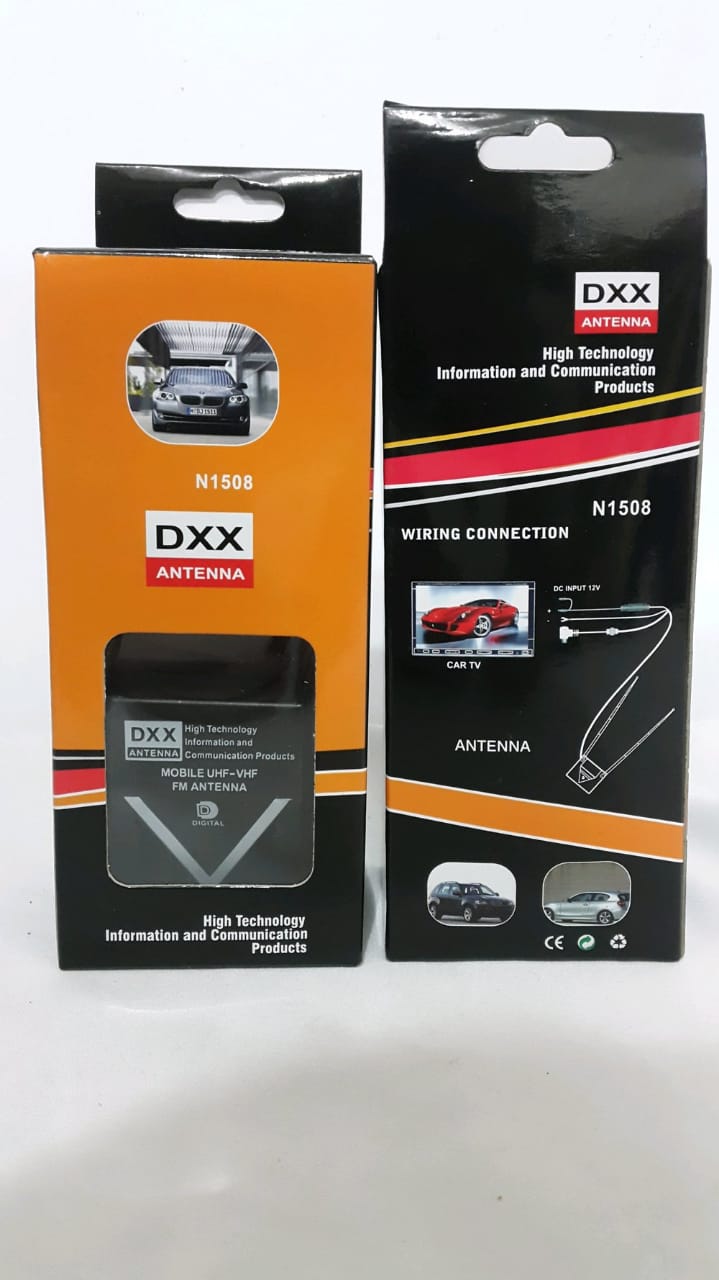 N1508
DXX
ANTENNA
DXX
ANTENNA
High Technology
Information and
Communication Products
MOBILE UHF-VHF
FM ANTENNA
D
DIGITAL
High Technology
Information and Communication
Products
DXX
ANTENNA
High Technology
Information and Communication
Products
N1508
WIRING CONNECTION
DC INPUT 12V
+
-
CAR TV
ANTENNA
CE